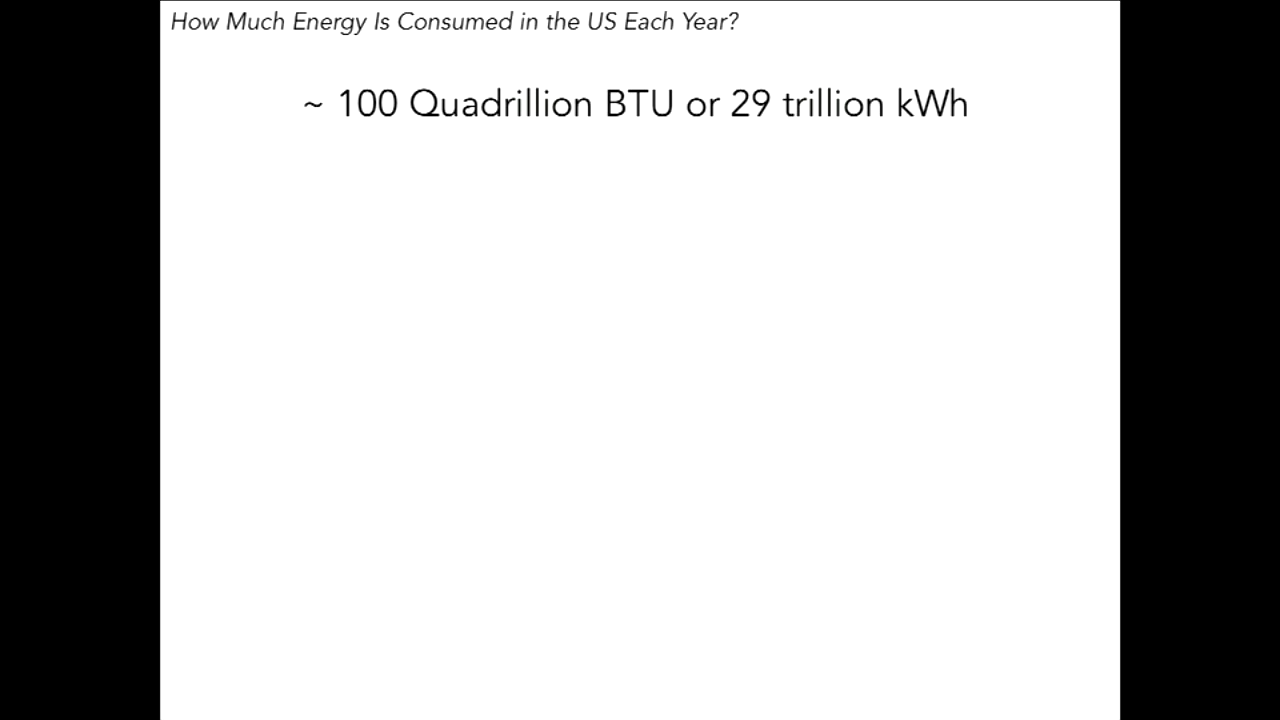 How Much Energy Is Consumed in the US Each Year?
~ 100 Quadrillion BTU or 29 trillion kWh